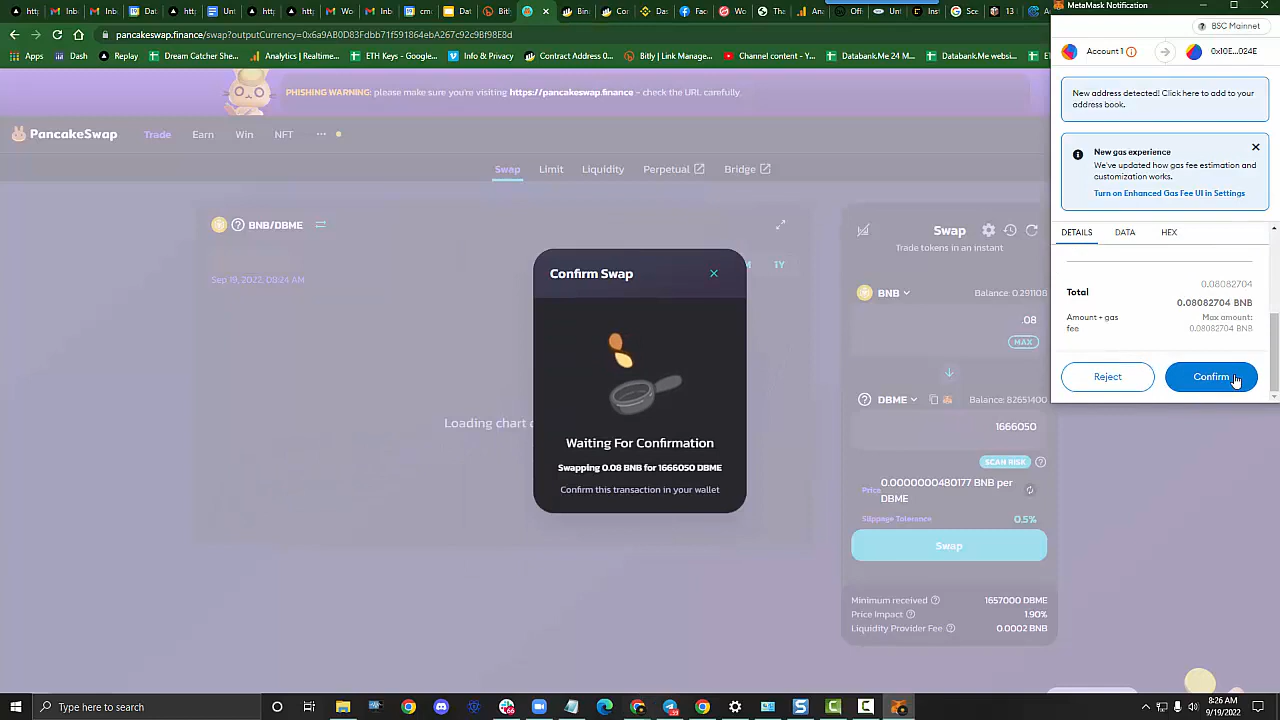 MetaMask Notification
pancakeswap.finance/swap?outputCurrency=
Apps Dash Dream Catcher Sol... Analytics | Realtime... ETH Keys - Google... Contract Address 0... Bitly | Link Manage... Channel content - Y... Databank.Me 24 M... Databank.Me websi...
PHISHING WARNING: please make sure you're visiting https://pancakeswap.finance - check the URL carefully.
PancakeSwap Trade Earn Win NFT ...
Swap Limit Liquidity Perpetual Bridge
BNB/DBME
1Y
Sep 19, 2022, 08:24 AM
Loading chart
Confirm Swap
Waiting For Confirmation
Swapping 0.08 BNB for 1666050 DBME
Confirm this transaction in your wallet
Swap
Trade tokens in an instant
BNB Balance: 0.291108
.08
MAX
DBME Balance: 82651400
1666050
SCAN RISK
Price 0.0000000480177 BNB per
DBME
Slippage Tolerance 0.5%
Swap
Minimum received 1657000 DBME
Price Impact 1.90%
Liquidity Provider Fee 0.0002 BNB
BSC Mainnet
Account 1 0x10E...024E
New address detected! Click here to add to your
address book.
New gas experience
We've updated how gas fee estimation and
customization works.
Turn on Enhanced Gas Fee UI in Settings
DETAILS DATA HEX
0.08082704
Total 0.08082704 BNB
Amount + gas
fee
Max amount:
0.08082704 BNB
Reject Confirm
Type here to search
8:26 AM
9/19/2022